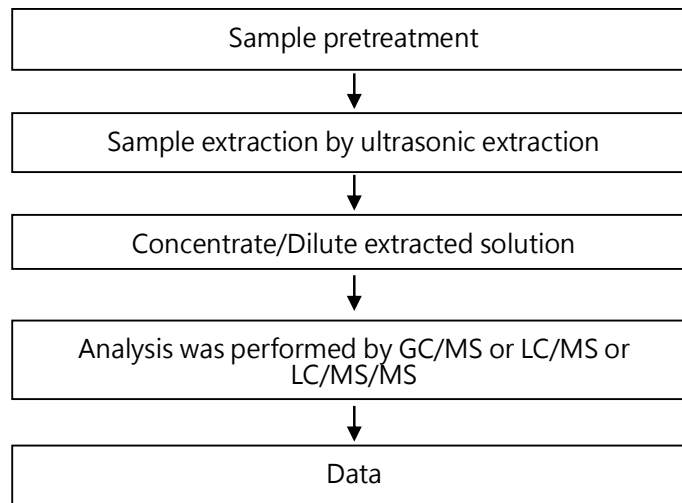 Sample pretreatment
Sample extraction by ultrasonic extraction
Concentrate/Dilute extracted solution
Analysis was performed by GC/MS or LC/MS or
LC/MS/MS
Data